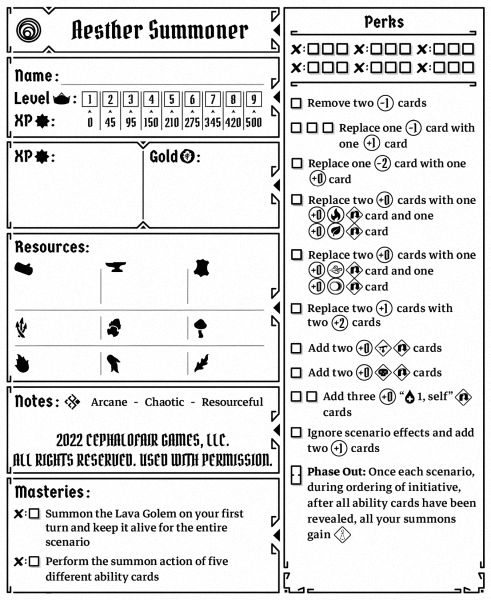 Aesther Summoner
Name:
Level : 1 2 3 4 5 6 7 8 9
XP : 0 45 95 150 210 275 345 420 500
XP : Gold :
Resources:
Notes: Arcane - Chaotic - Resourceful
2022 CEPHALOFAIR GAMES, LLC.
ALL RIGHTS RESERVED. USED WITH PERMISSION.
Masteries:
Summon the Lava Golem on your first
turn and keep it alive for the entire
scenario
Perform the summon action of five
different ability cards
Perks
Remove two -1 cards
Replace one -1 card with
one +1 card
Replace one -2 card with one
+0 card
Replace two +0 cards with one
+0 card and one
+0 card
Replace two +0 cards with one
+0 card and one
+0 card
Replace two +1 cards with
two +2 cards
Add two +0 cards
Add two +0 cards
Add three +0 “ 1, self” 
cards
Ignore scenario effects and add
two +1 cards
Phase Out: Once each scenario,
during ordering of initiative,
after all ability cards have been
revealed, all your summons
gain